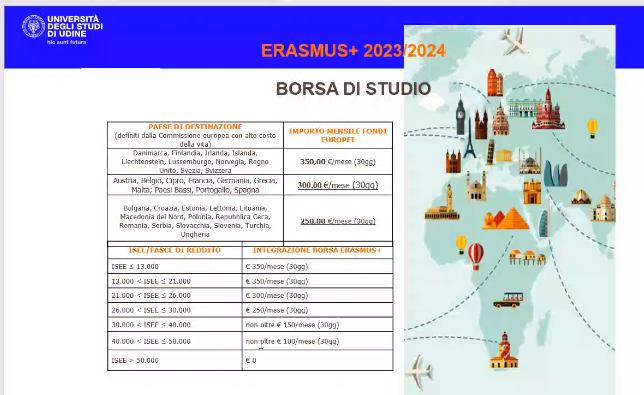 UNIVERSITÀ
DEGLI STUDI
DI UDINE
hic sunt futura
ERASMUS+ 2023/2024
BORSA DI STUDIO
PAESE DI DESTINAZIONE
(definiti dalla Commissione europea con alto costo
della vita)
IMPORTO MENSILE FONDI
EUROPEI
Danimarca, Finlandia, Irlanda, Islanda,
Liechtenstein, Lussemburgo, Norvegia, Regno
Unito, Svezia, Svizzera
350,00 €/mese (30gg)
Austria, Belgio, Cipro, Francia, Germania, Grecia,
Malta; Paesi Bassi, Portogallo, Spagna
300,00 €/mese (30gg)
Bulgaria, Croazia, Estonia, Lettonia, Lituania,
Macedonia del Nord, Polonia, Repubblica Ceca,
Romania, Serbia, Slovacchia, Slovenia, Turchia,
Ungheria
250,00 €/mese (30gg)
ISEE/FASCE DI REDDITO
INTEGRAZIONE BORSA ERASMUS+
ISEE ≤ 13.000
€ 350/mese (30gg)
13.000 < ISEE ≤ 21.000
€ 350/mese (30gg)
21.000 < ISEE ≤ 26.000
€ 300/mese (30gg)
26.000 < ISEE ≤ 30.000
€ 250/mese (30gg)
30.000 < ISEE ≤ 40.000
non oltre € 150/mese (30gg)
40.000 < ISEE ≤ 50.000
non oltre € 100/mese (30gg)
ISEE > 50.000
€ 0